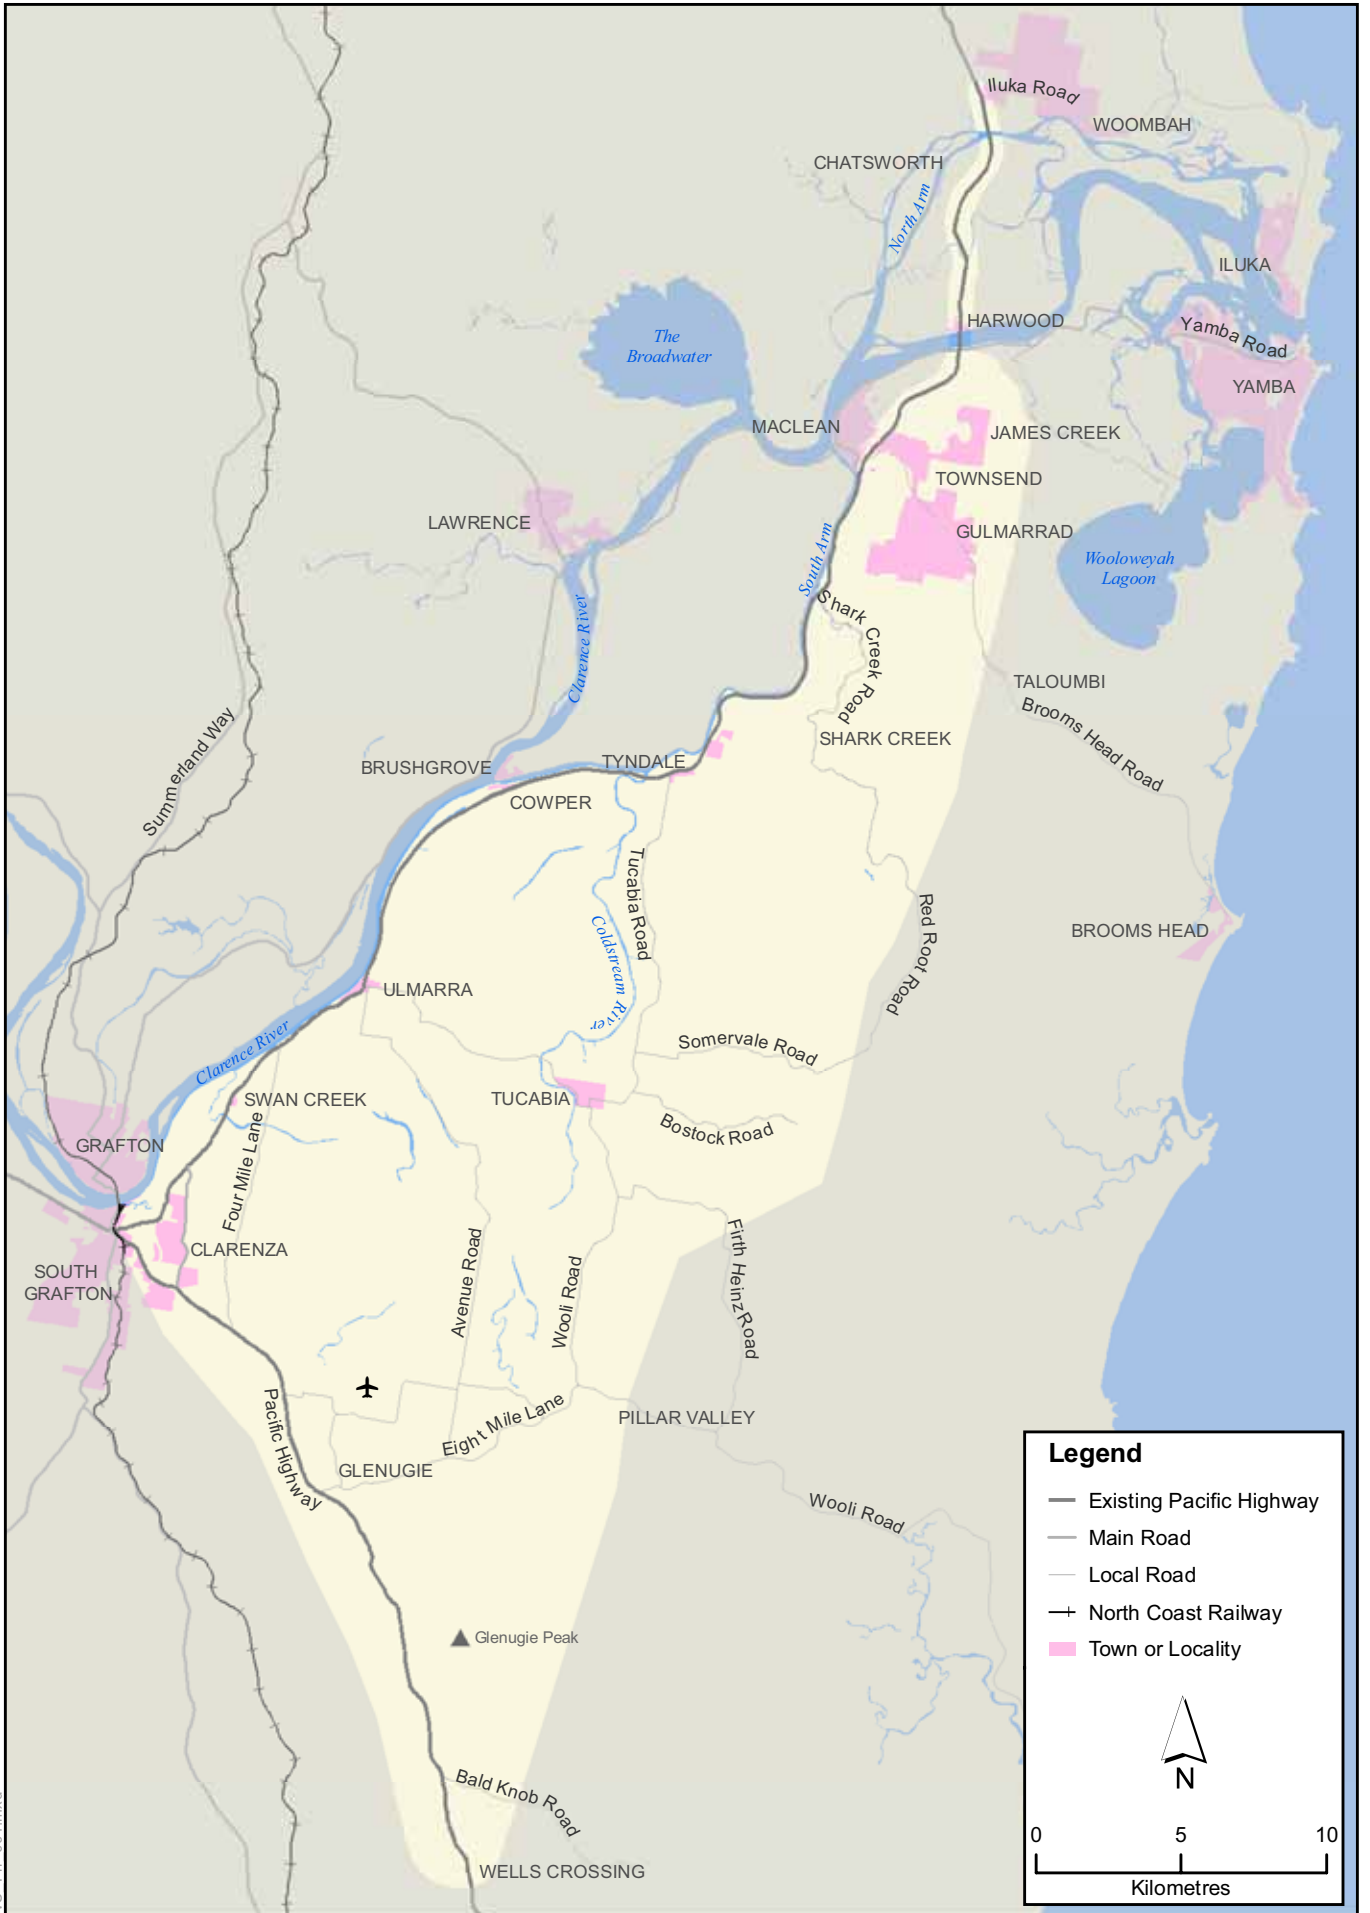 Iluka Road
WOOMBAH
CHATSWORTH
North Arm
ILUKA
HARWOOD
Yamba Road
The
Broadwater
YAMBA
MACLEAN
JAMES CREEK
TOWNSEND
LAWRENCE
GULMARRAD
South Arm
Wooloweyah
Lagoon
Shark Creek Road
Clarence River
TALOUMBI
Brooms Head Road
Summerland Way
SHARK CREEK
BRUSHGROVE
TYNDALE
COWPER
Tucabia Road
Red Root Road
BROOMS HEAD
Coldstream River
ULMARRA
Clarence River
Somervale Road
SWAN CREEK
TUCABIA
Bostock Road
GRAFTON
Four Mile Lane
CLARENZA
Avenue Road
Wooli Road
Firth Heinz Road
SOUTH
GRAFTON
Pacific Highway
Eight Mile Lane
PILLAR VALLEY
GLENUGIE
Wooli Road
Glenugie Peak
Bald Knob Road
WELLS CROSSING
Legend
Existing Pacific Highway
Main Road
Local Road
North Coast Railway
Town or Locality
N
0 5 10
Kilometres